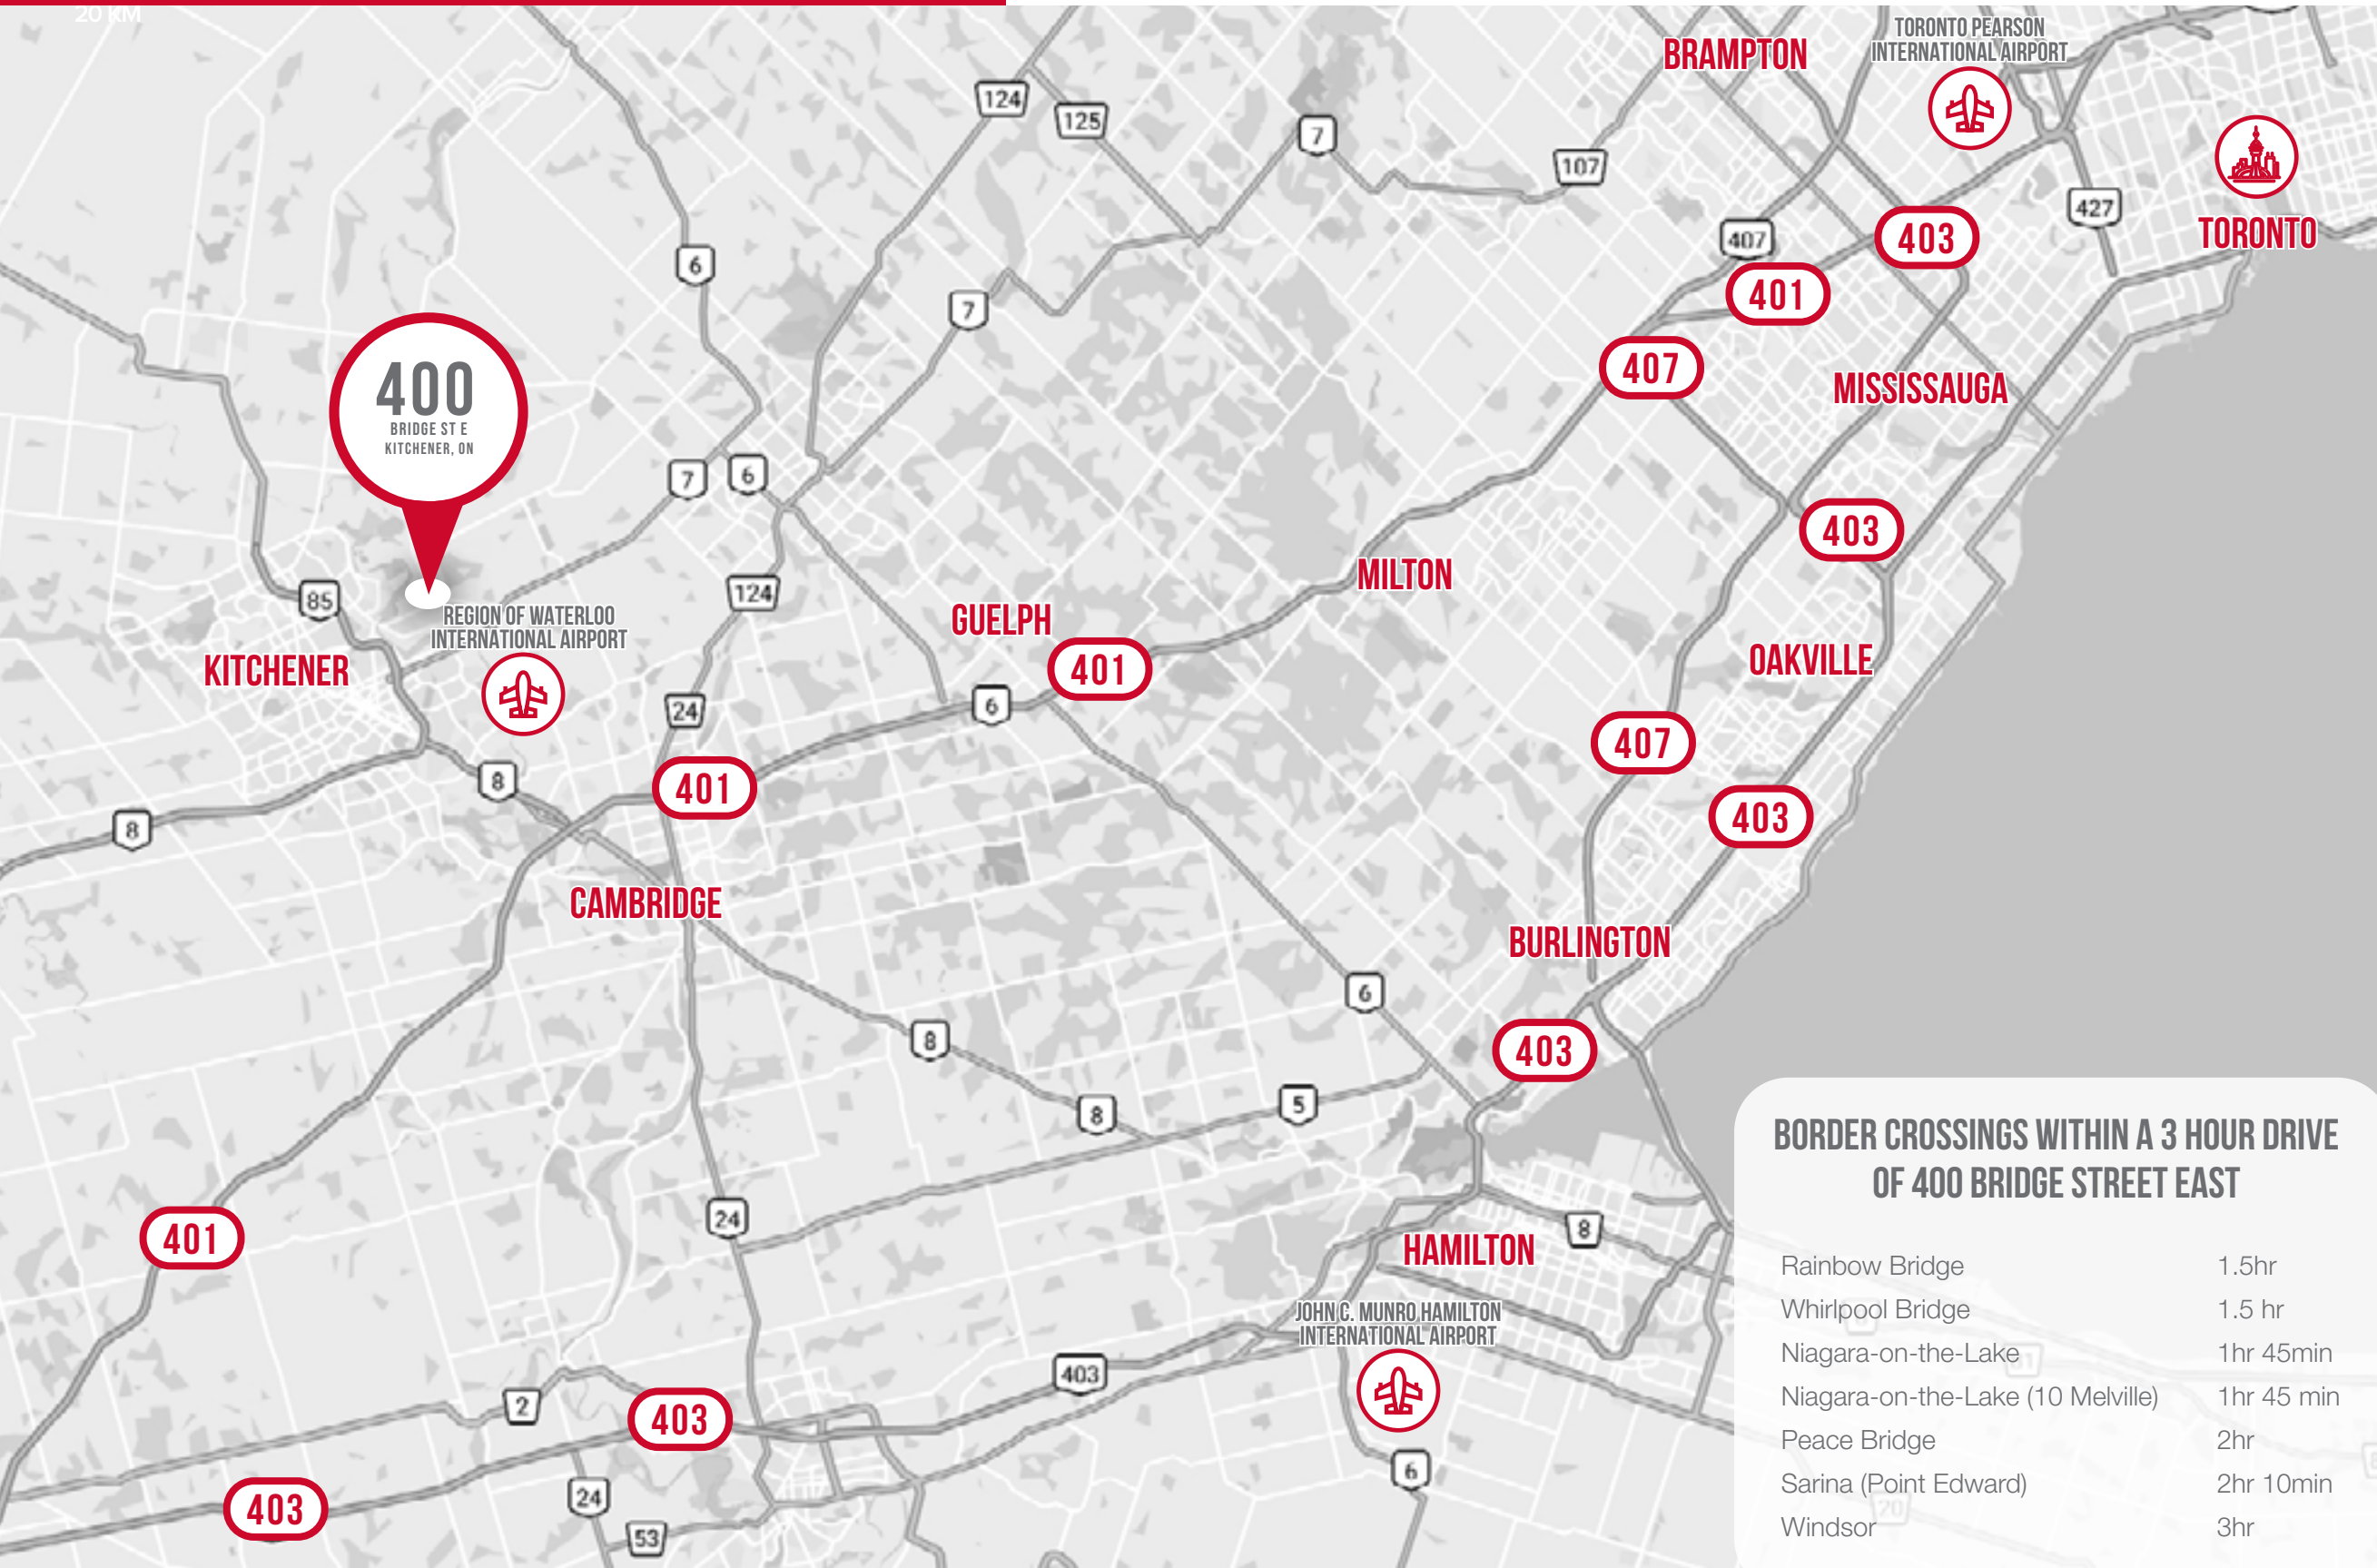 20 KM
TORONTO PEARSON
INTERNATIONAL AIRPORT
BRAMPTON
124
125
7
107
427
TORONTO
403
407
6
401
7
407
MISSISSAUGA
400
BRIDGE ST E
KITCHENER, ON
7
6
403
MILTON
85
124
REGION OF WATERLOO
INTERNATIONAL AIRPORT
GUELPH
KITCHENER
401
OAKVILLE
24
6
407
8
401
403
8
CAMBRIDGE
BURLINGTON
6
8
403
5
8
BORDER CROSSINGS WITHIN A 3 HOUR DRIVE
OF 400 BRIDGE STREET EAST
24
401
8
HAMILTON
Rainbow Bridge 1.5hr
Whirlpool Bridge 1.5 hr
Niagara-on-the-Lake 1hr 45min
Niagara-on-the-Lake (10 Melville) 1hr 45 min
Peace Bridge 2hr
Sarina (Point Edward) 2hr 10min
Windsor 3hr
JOHN C. MUNRO HAMILTON
INTERNATIONAL AIRPORT
403
2
403
6
24
403
53
20